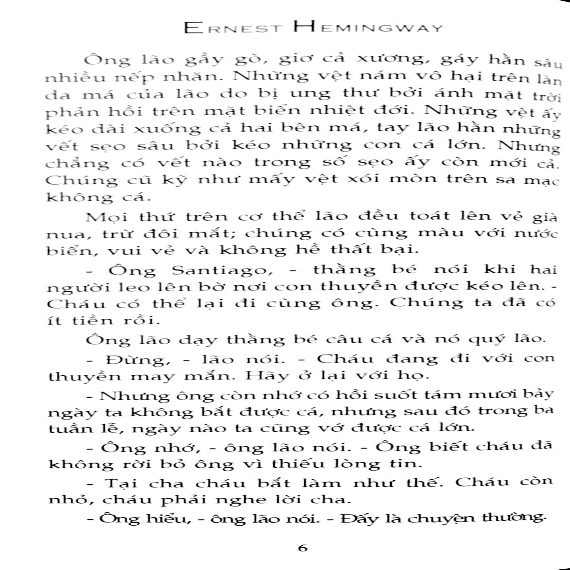 ERNEST HEMINGWAY
Ông lão gầy gò, giơ cả xương, gáy hằn sâu
nhiều nếp nhăn. Những vệt nám vô hại trên làn
da má của lão do bị ung thư bởi ánh mặt trời
phản hồi trên mặt biển nhiệt đới. Những vệt ấy
kéo dài xuống cả hai bên má, tay lão hằn những
vết sẹo sâu bởi kéo những con cá lớn. Nhưng
chẳng có vết nào trong số sẹo ấy còn mới cả.
Chúng cũ kỹ như mấy vệt xói mòn trên sa mạc
không cá.
Mọi thứ trên cơ thể lão đều toát lên vẻ già
nua, trừ đôi mắt; chúng có cùng màu với nước
biển, vui vẻ và không hề thất bại.
- Ông Santiago, - thằng bé nói khi hai
người leo lên bờ nơi con thuyền được kéo lên. -
Cháu có thể lại đi cùng ông. Chúng ta đã có
ít tiền rồi.
Ông lão dạy thằng bé câu cá và nó quý lão.
- Đừng, - lão nói. - Cháu đang đi với con
thuyền may mắn. Hãy ở lại với họ.
- Nhưng ông còn nhớ có hồi suốt tám mươi bảy
ngày ta không bắt được cá, nhưng sau đó trong ba
tuần lễ, ngày nào ta cũng vớ được cá lớn.
- Ông nhớ, - ông lão nói. - Ông biết cháu đã
không rời bỏ ông vì thiếu lòng tin.
- Tại cha cháu bắt làm như thế. Cháu còn
nhỏ, cháu phải nghe lời cha.
- Ông hiểu, - ông lão nói. - Đấy là chuyện thường.
6